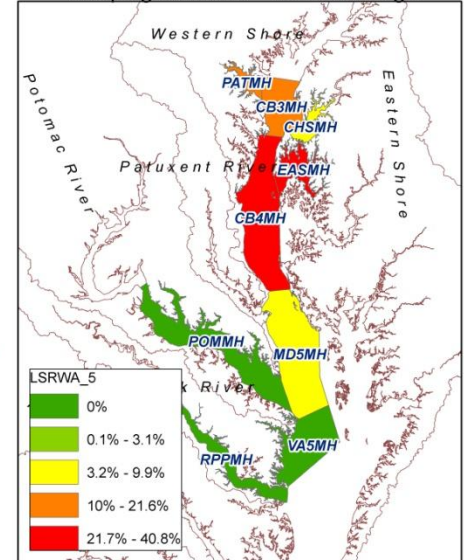 Western Shore
PATMH
CB3MH
CHSMH
Potomac River
Eastern Shore
Patuxent River
EASMH
CB4MH
POMMH
MD5MH
LSRWA_5
k River
0%
0.1% - 3.1%
VA5MH
3.2% - 9.9%
RPPMH
10% - 21.6%
21.7% - 40.8%